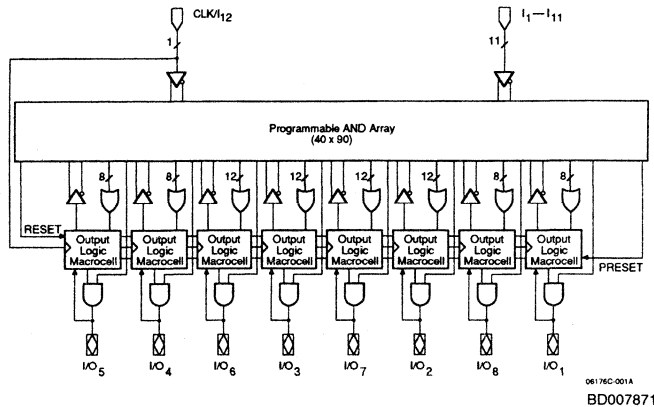 CLK/I12
I1—I11
1
11
Programmable AND Array
(40 x 90)
8 8 12 12 12 12 8 8
RESET
Output Logic Macrocell
Output Logic Macrocell
Output Logic Macrocell
Output Logic Macrocell
Output Logic Macrocell
Output Logic Macrocell
Output Logic Macrocell
Output Logic Macrocell
PRESET
I/O5 I/O4 I/O6 I/O3 I/O7 I/O2 I/O8 I/O1
06176C-001A
BD007871